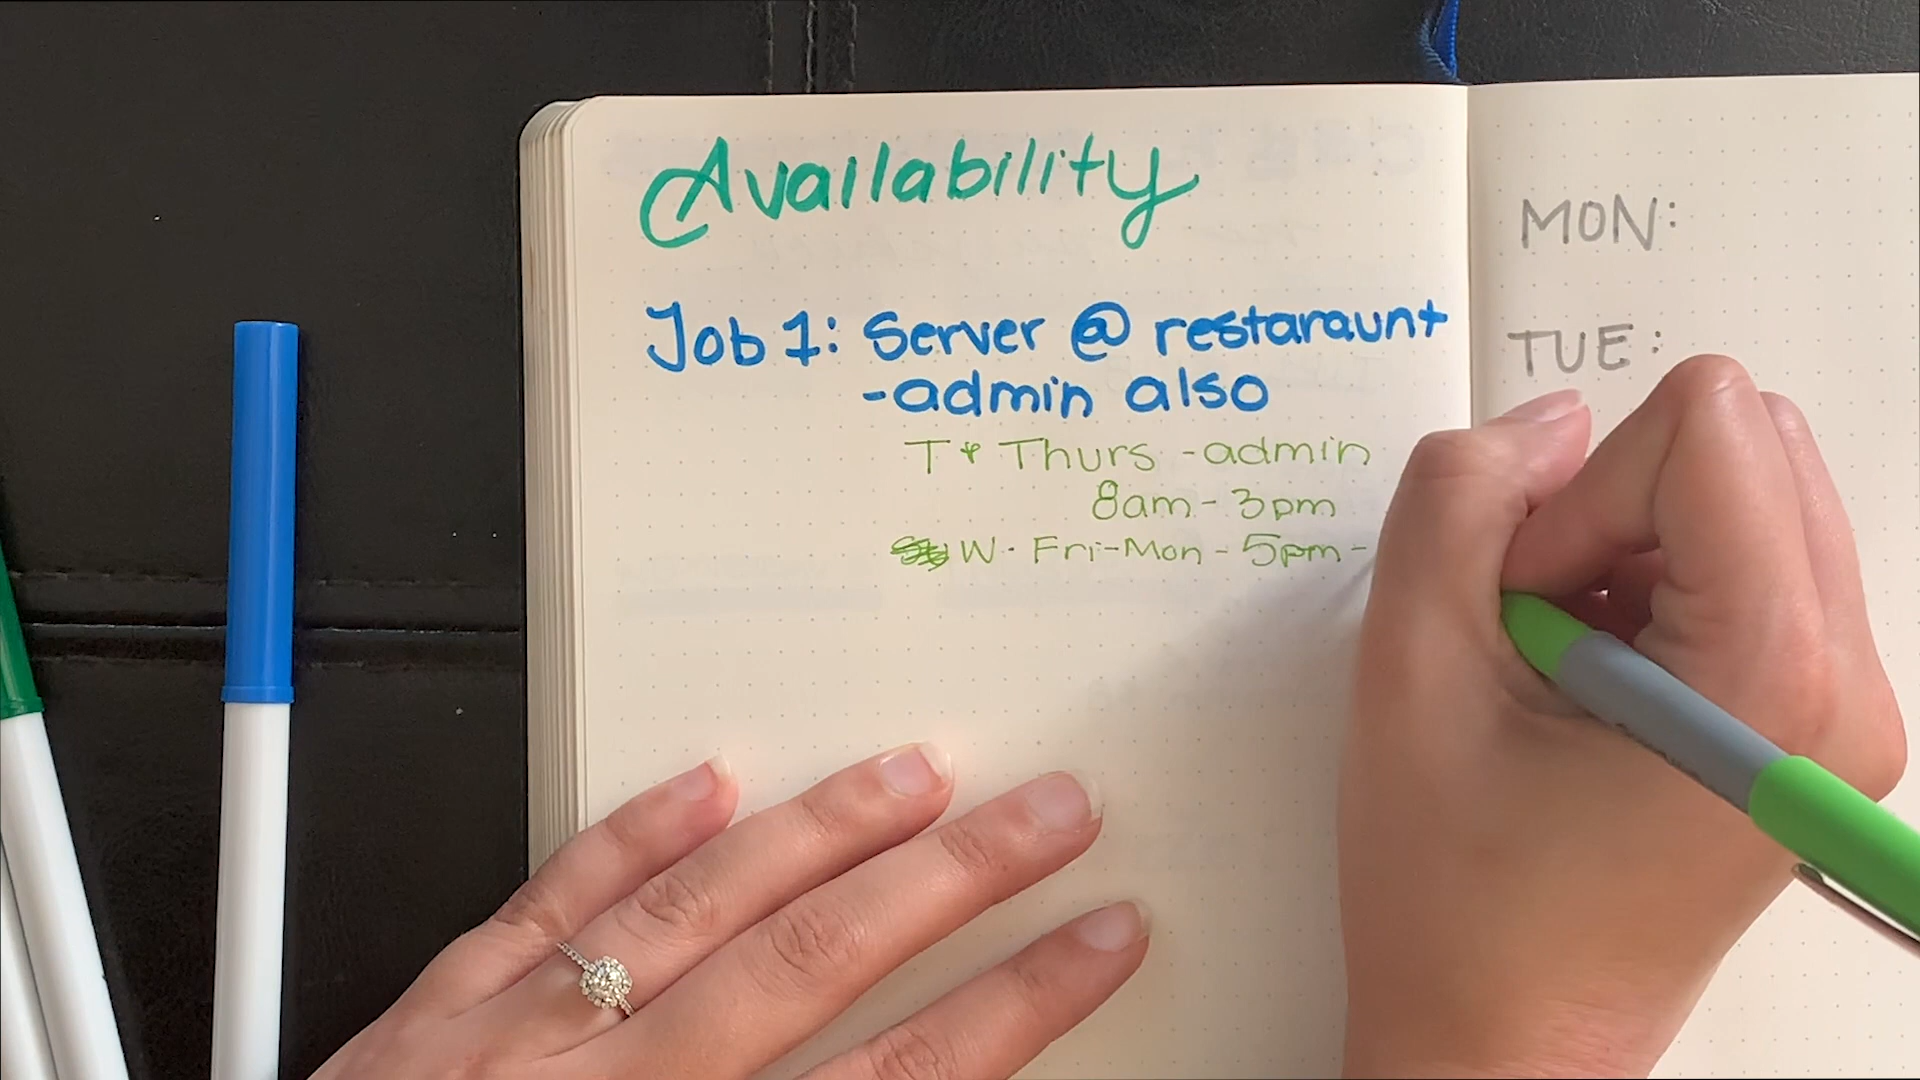 Availability
Job 1: Server @ restaraunt
-admin also
T & Thurs -admin
8am - 3pm
W. Fri-Mon - 5pm -
MON:
TUE: